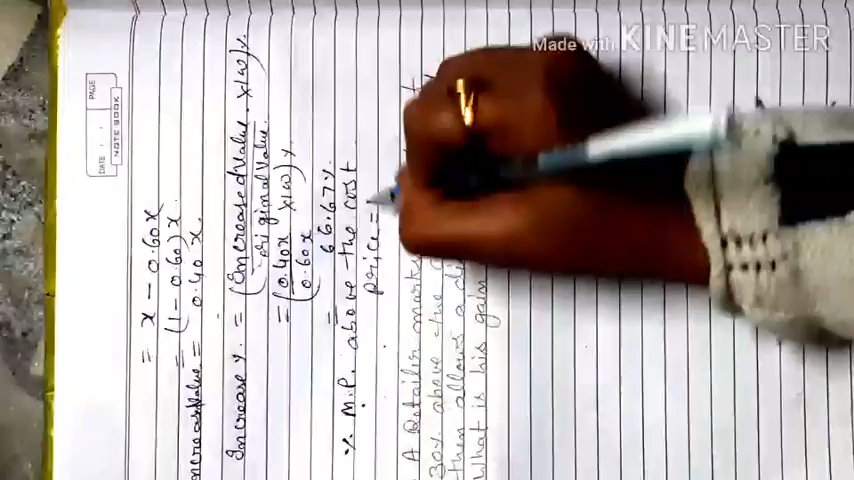 Made with KINEMASTER
PAGE
DATE
NOTE BOOK
= x - 0.60x
= (1 - 0.60) x
ncreasvalue = 0.40 x.
Increase % = (Increased value × 100) %
original value
= (0.40x × 100) %
0.60x
= 66.67%
% M.P. above the cost
price =
A Retailer marks
30% above the
then allows a di
What is his gain